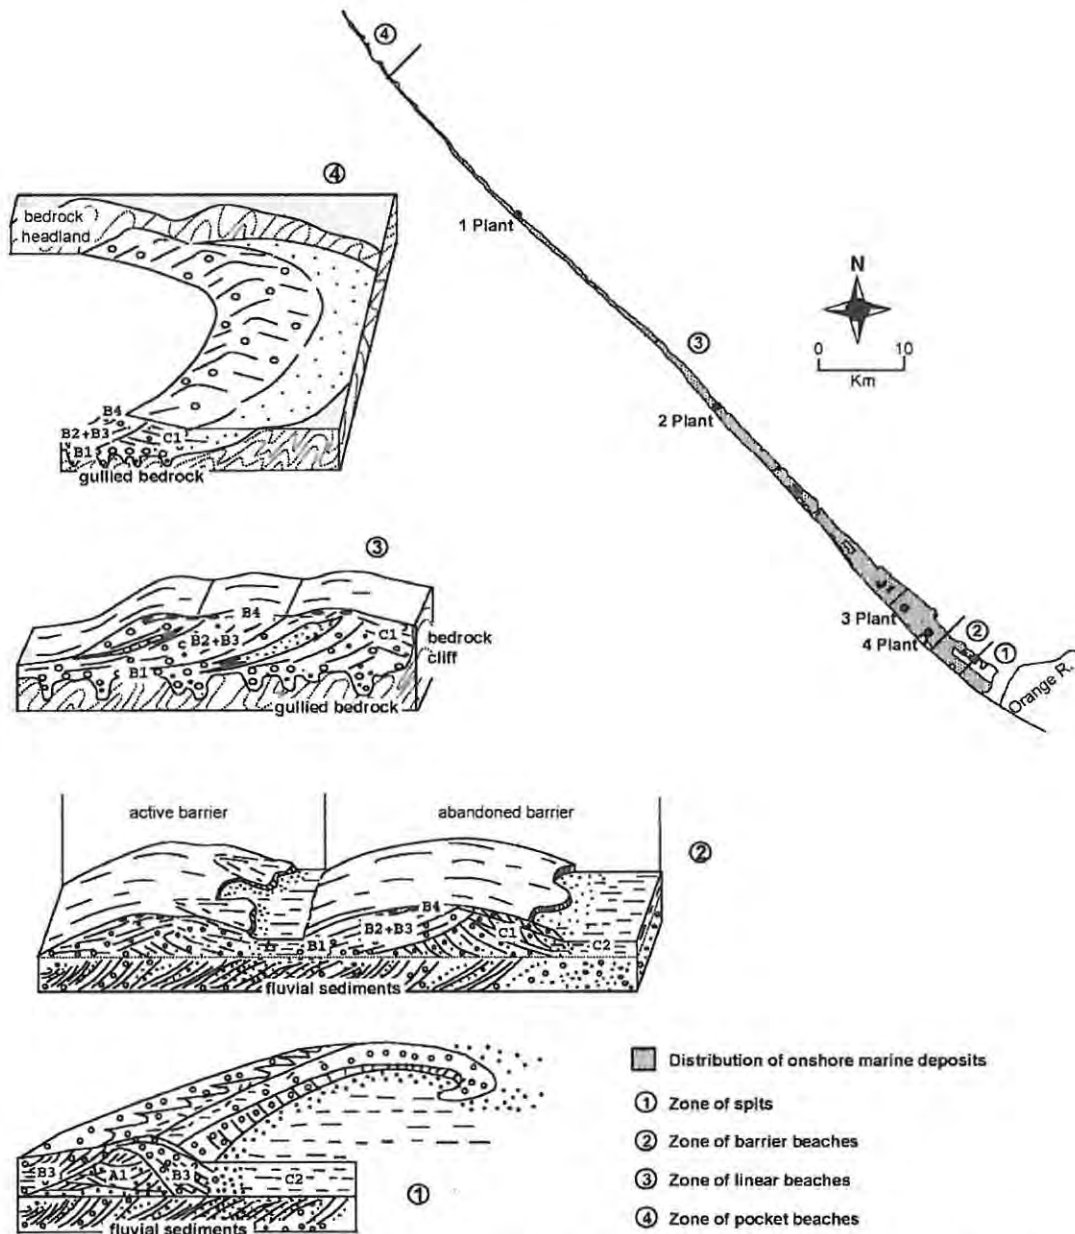 ④
④
bedrock
headland
1 Plant
N
0 10
Km
③
B4
B2+B3
C1
B1
gullied bedrock
2 Plant
③
B4
B2+B3
C1
bedrock
cliff
B1
gullied bedrock
3 Plant
②
4 Plant
①
Orange R.
active barrier
abandoned barrier
②
B4
B2+B3
C1
B1
C2
fluvial sediments
Distribution of onshore marine deposits
① Zone of spits
② Zone of barrier beaches
③ Zone of linear beaches
④ Zone of pocket beaches
B3
A1
B3
C2
①
fluvial sediments